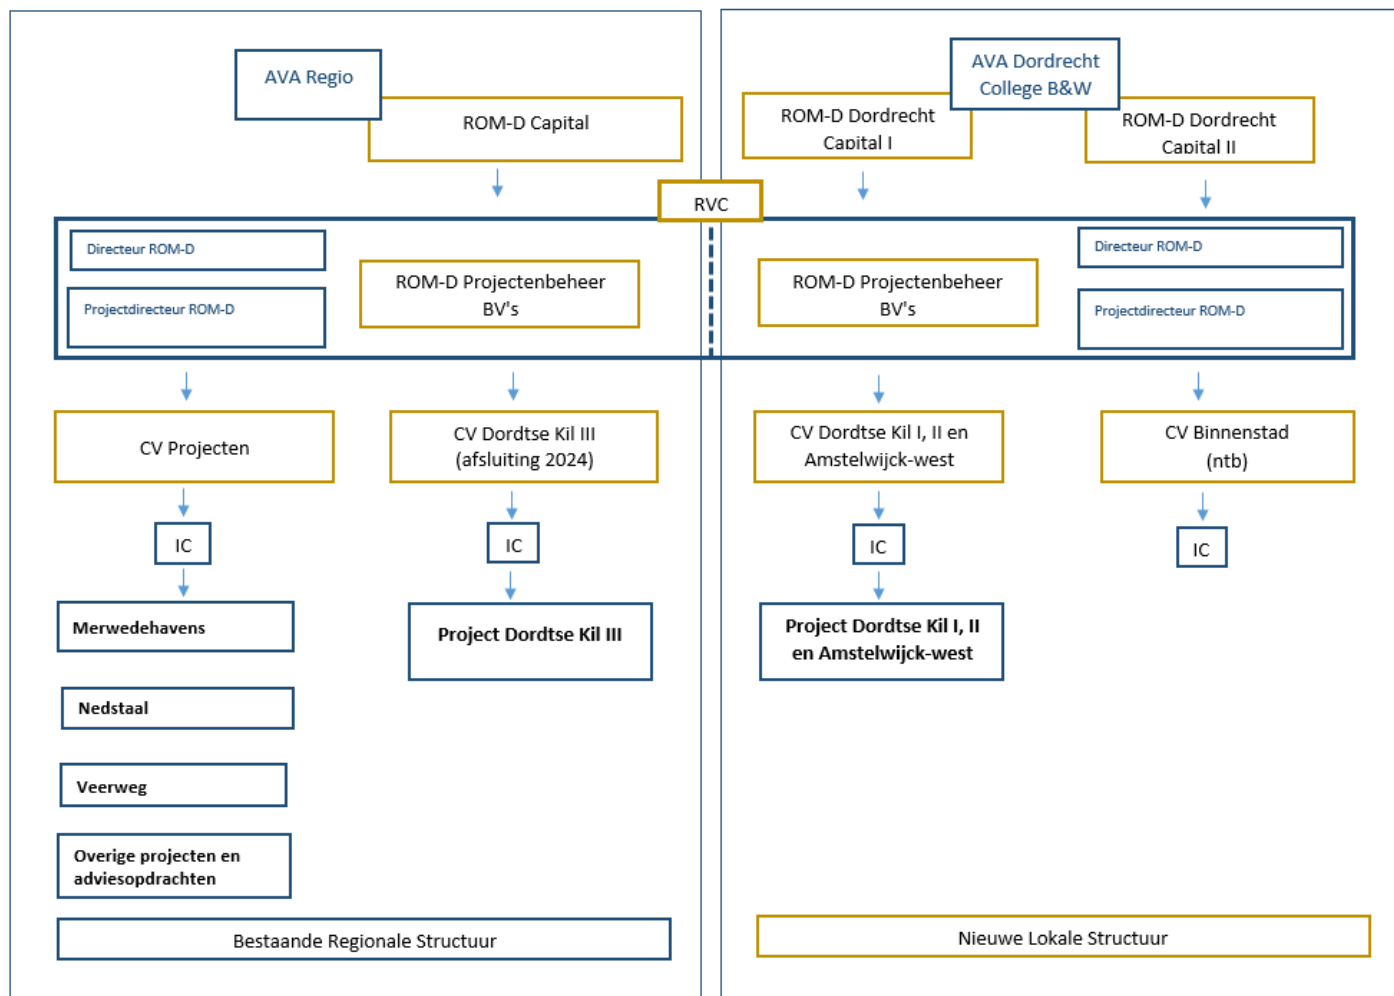 AVA Regio
ROM-D Capital
AVA Dordrecht
College B&W
ROM-D Dordrecht
Capital I
ROM-D Dordrecht
Capital II
RVC
Directeur ROM-D
Projectdirecteur ROM-D
ROM-D Projectenbeheer
BV's
ROM-D Projectenbeheer
BV's
Directeur ROM-D
Projectdirecteur ROM-D
CV Projecten
CV Dordtse Kil III
(afsluiting 2024)
CV Dordtse Kil I, II en
Amstelwijck-west
CV Binnenstad
(ntb)
IC
IC
IC
IC
Merwedehavens
Project Dordtse Kil III
Project Dordtse Kil I, II
en Amstelwijck-west
Nedstaal
Veerweg
Overige projecten en
adviesopdrachten
Bestaande Regionale Structuur
Nieuwe Lokale Structuur